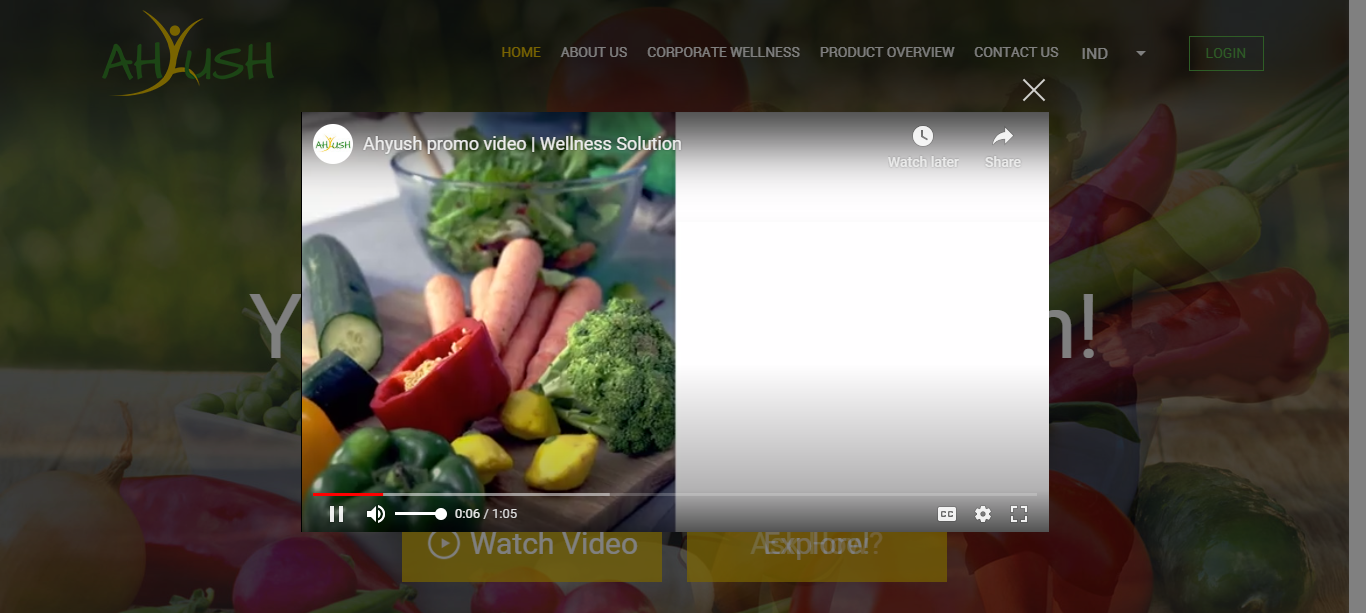 AHYUSH
HOME ABOUT US CORPORATE WELLNESS PRODUCT OVERVIEW CONTACT US IND LOGIN
AHYUSH Ahyush promo video | Wellness Solution
Watch later Share
0:06 / 1:05 CC
Watch Video Explore!